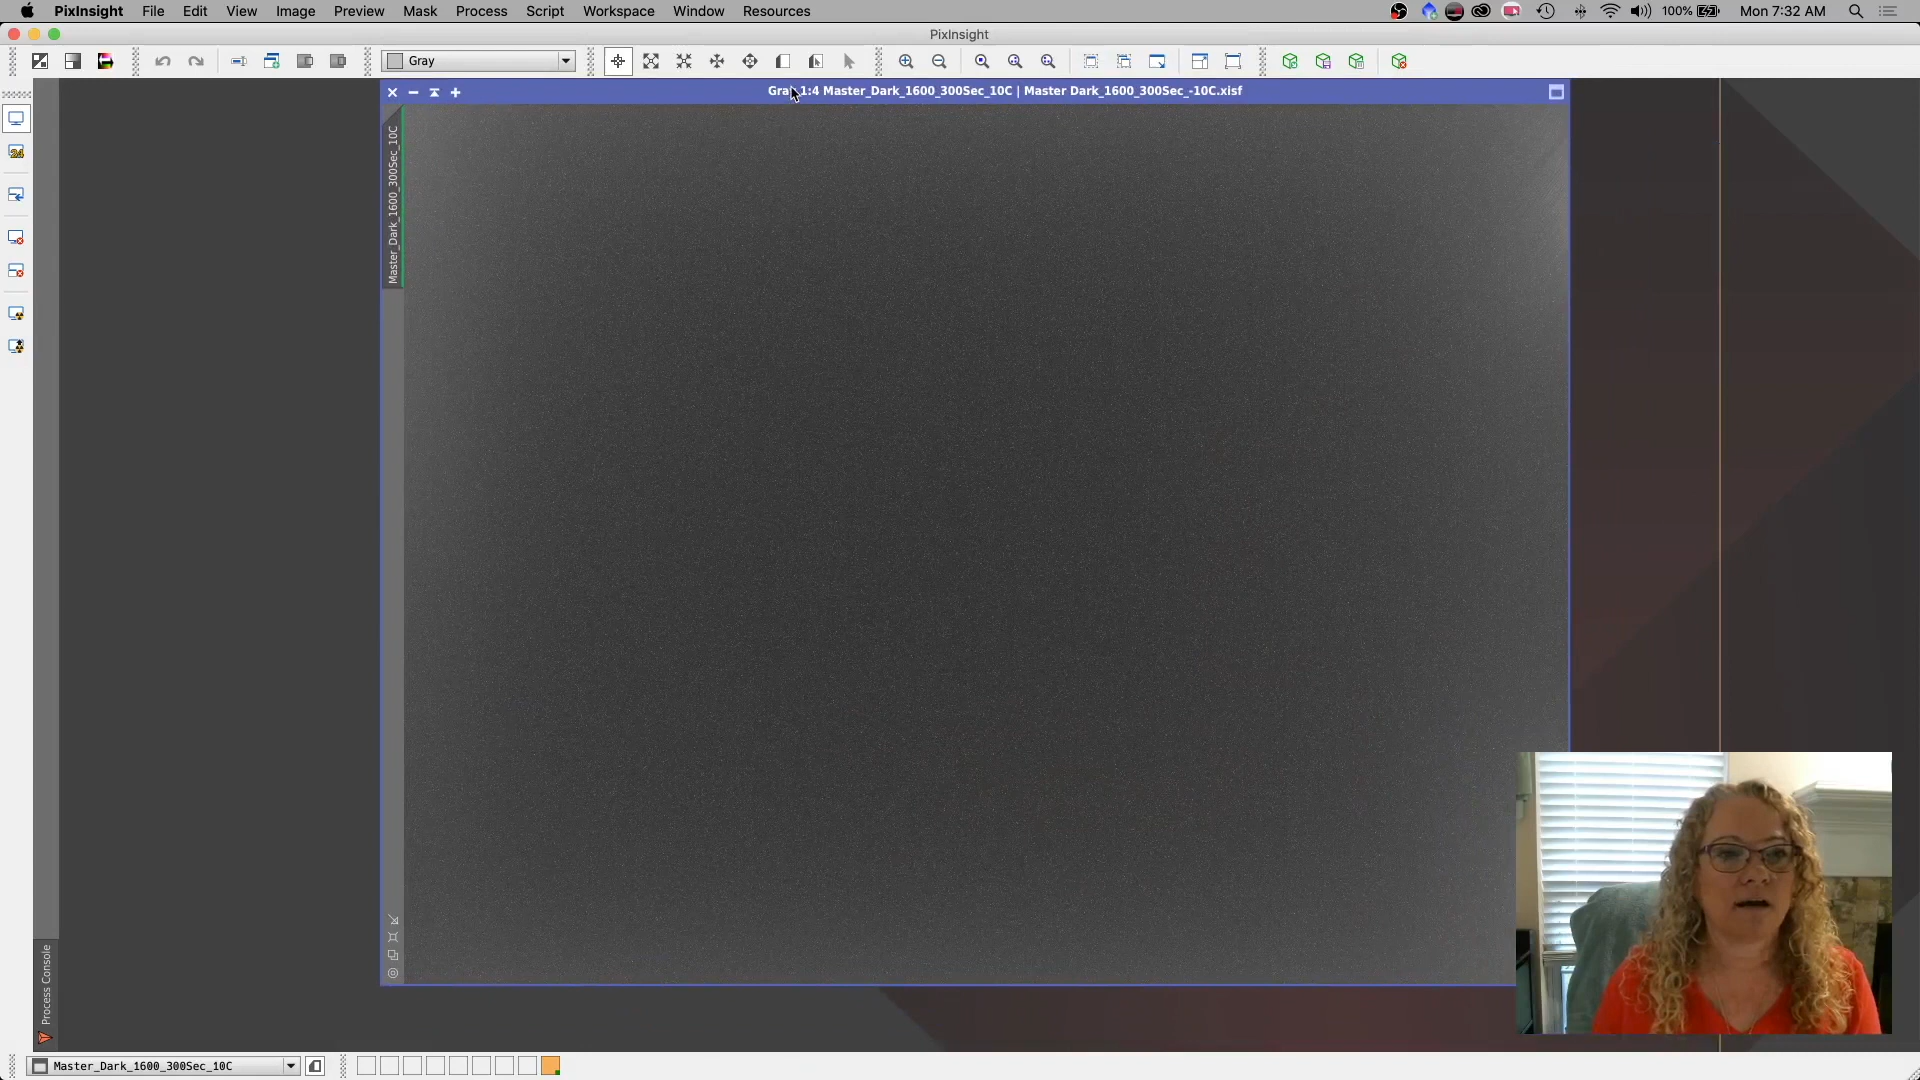 PixInsight File Edit View Image Preview Mask Process Script Workspace Window Resources 100% Mon 7:32 AM
PixInsight
Gray
Gra 1:4 Master_Dark_1600_300Sec_10C | Master Dark_1600_300Sec_-10C.xisf
Master_Dark_1600_300Sec_10C
Process Console
Master_Dark_1600_300Sec_10C